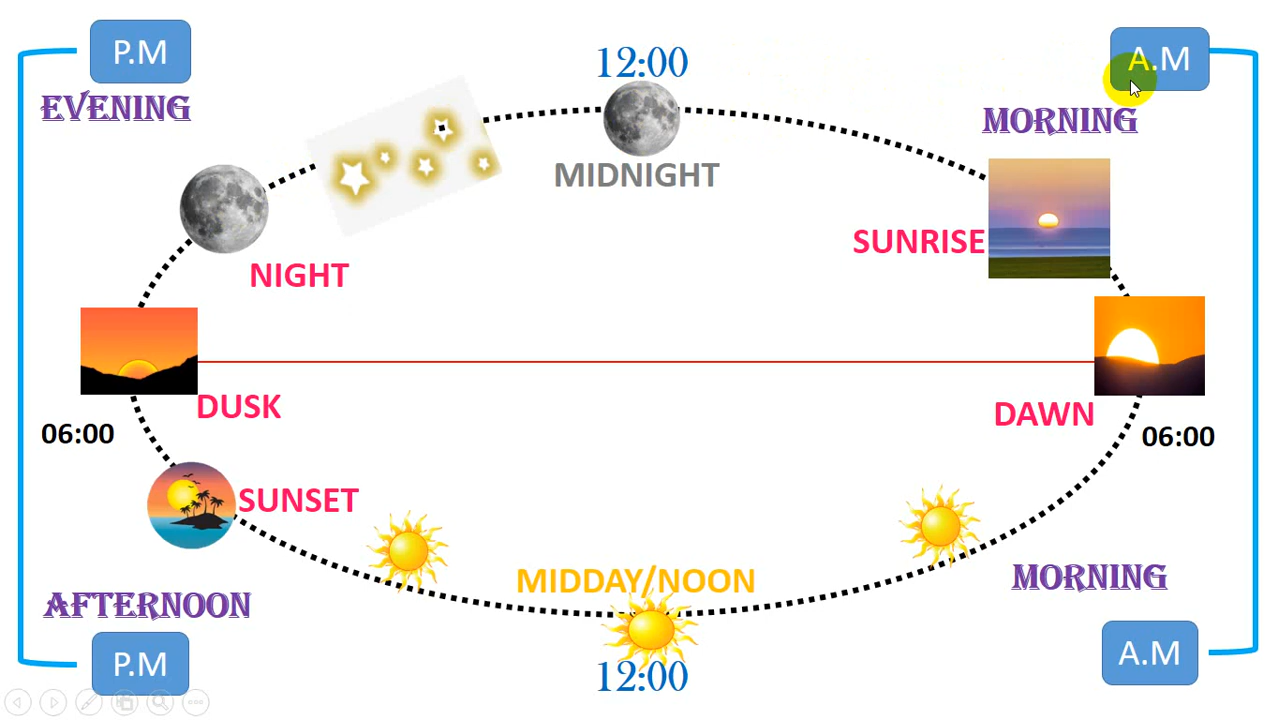 P.M
12:00
A.M
EVENING
MORNING
MIDNIGHT
SUNRISE
NIGHT
DUSK
DAWN
06:00
06:00
SUNSET
MIDDAY/NOON
MORNING
AFTERNOON
P.M
12:00
A.M